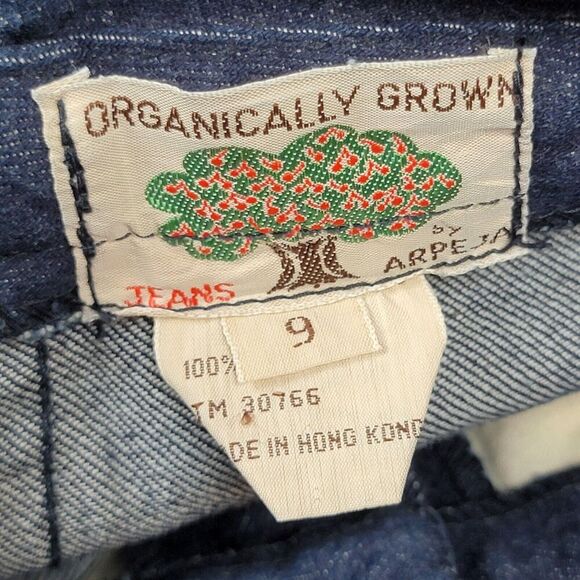 ORGANICALLY GROWN
by
ARPEJA
JEANS
9
100%
TM 30766
DE IN HONG KONG